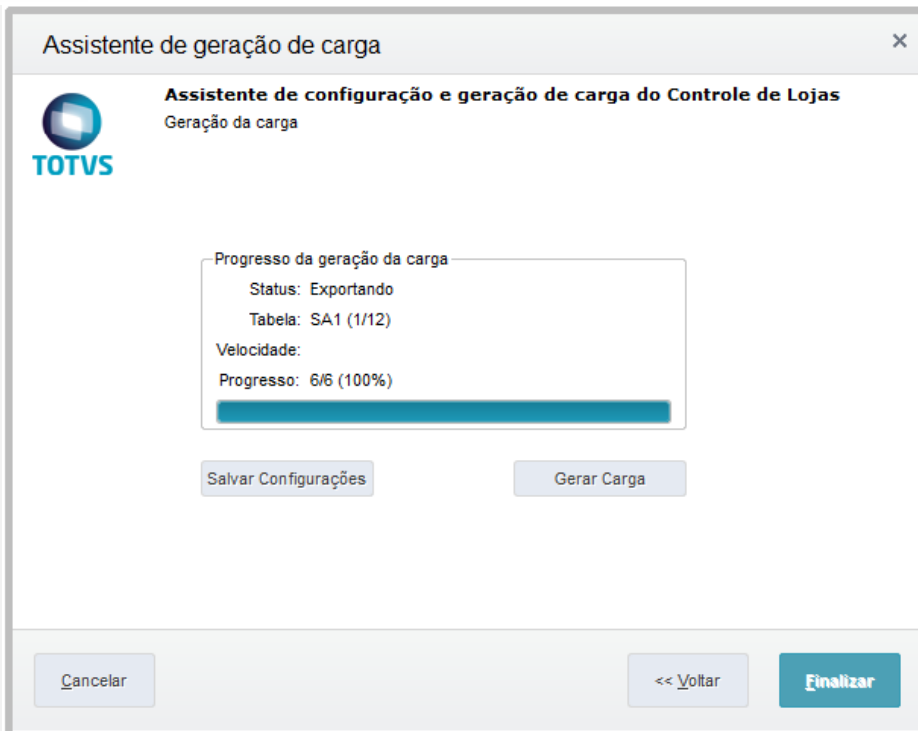 Assistente de geração de carga
×
Assistente de configuração e geração de carga do Controle de Lojas
Geração da carga
TOTVS
Progresso da geração da carga
Status: Exportando
Tabela: SA1 (1/12)
Velocidade:
Progresso: 6/6 (100%)
Salvar Configurações Gerar Carga
Cancelar << Voltar Finalizar